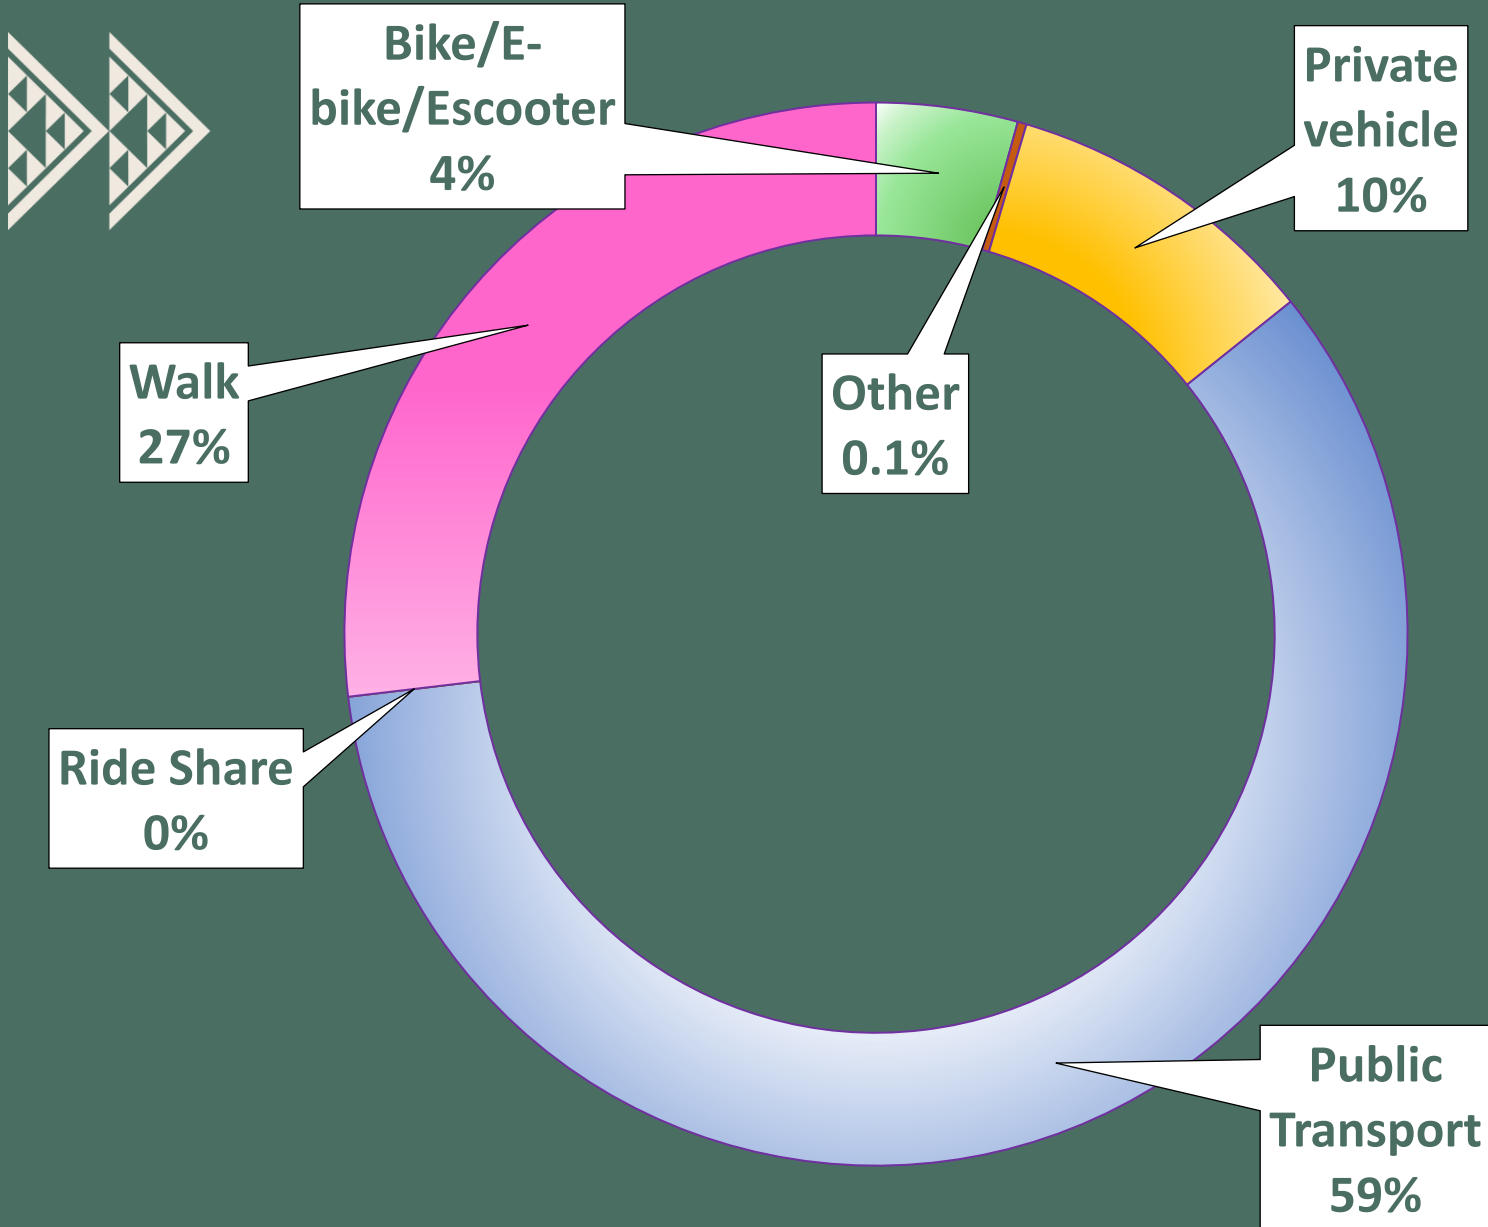 Bike/E-
bike/Escooter
4%
Private
vehicle
10%
Walk
27%
Other
0.1%
Ride Share
0%
Public
Transport
59%